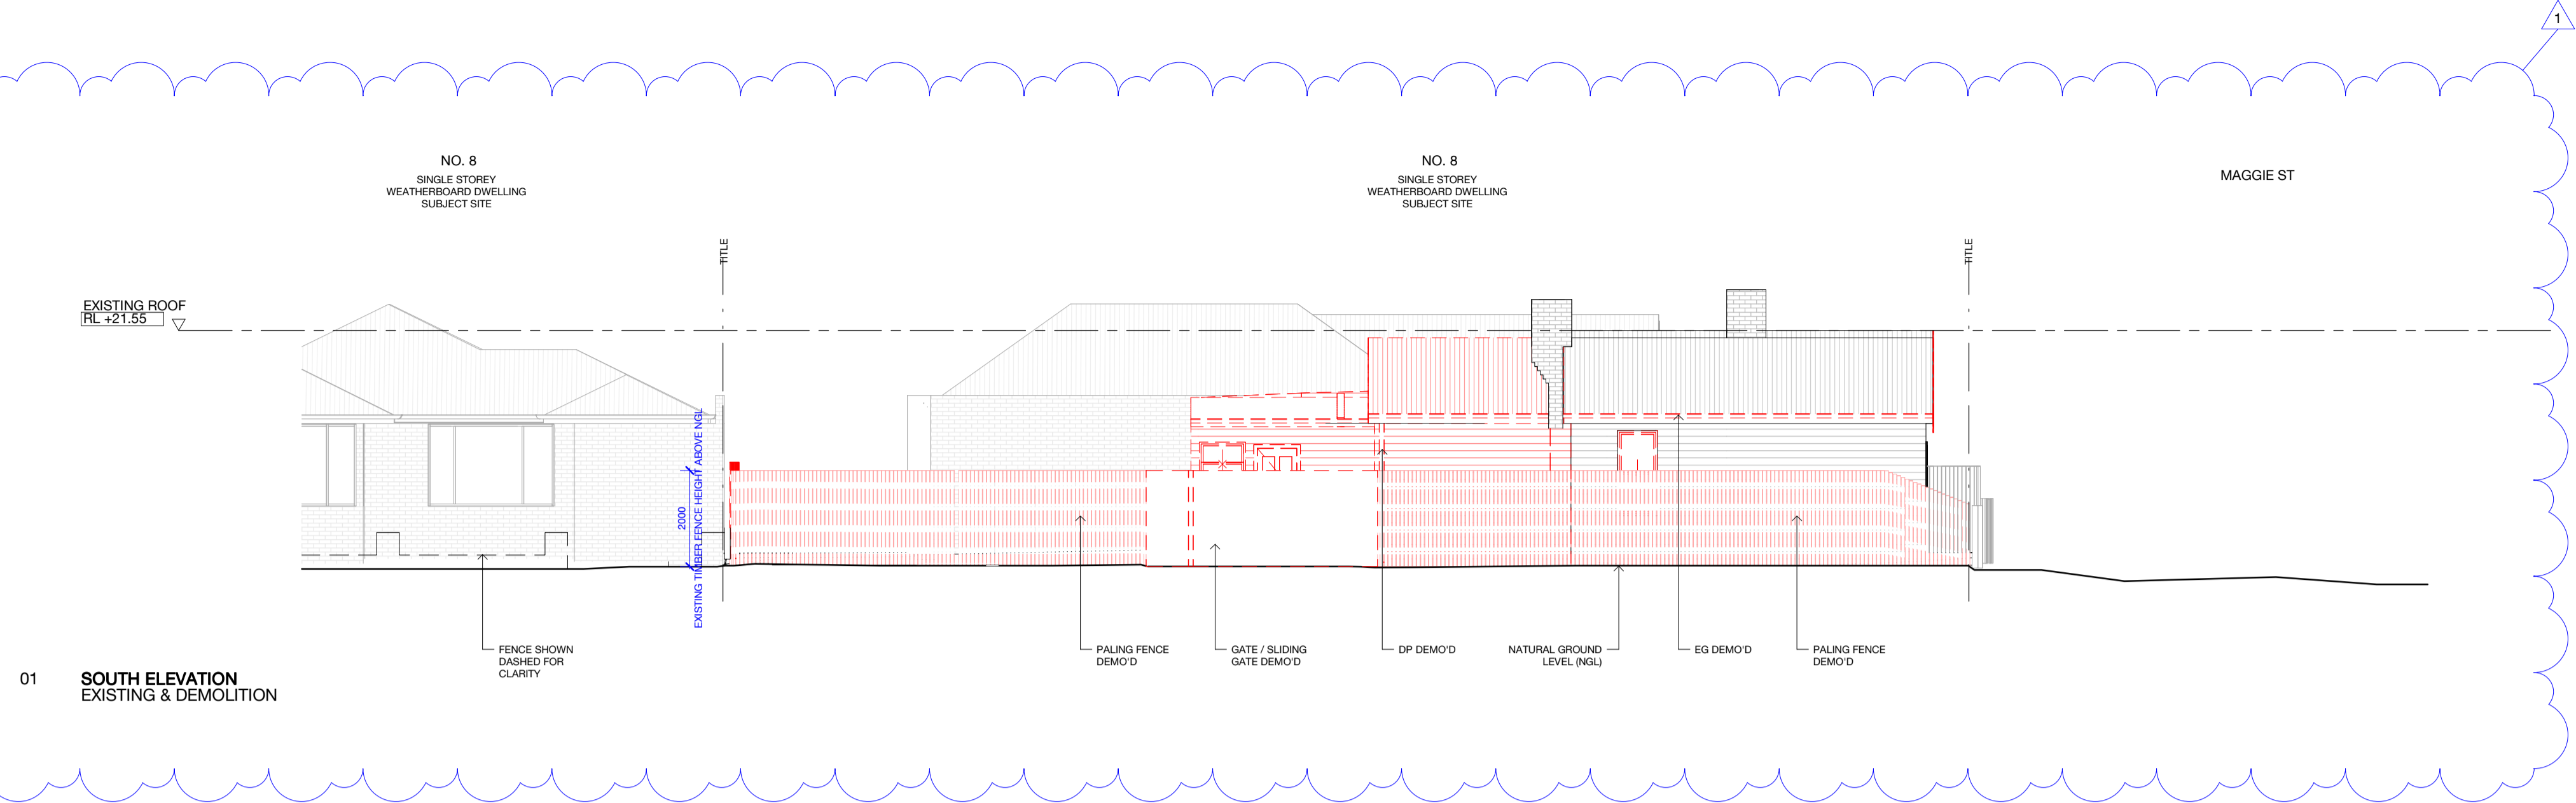 1
NO. 8
SINGLE STOREY
WEATHERBOARD DWELLING
SUBJECT SITE
NO. 8
SINGLE STOREY
WEATHERBOARD DWELLING
SUBJECT SITE
MAGGIE ST
TITLE
TITLE
EXISTING ROOF
RL +21.55
2000
EXISTING TIMBER FENCE HEIGHT ABOVE NGL
FENCE SHOWN
DASHED FOR
CLARITY
PALING FENCE
DEMO'D
GATE / SLIDING
GATE DEMO'D
DP DEMO'D
NATURAL GROUND
LEVEL (NGL)
EG DEMO'D
PALING FENCE
DEMO'D
01
SOUTH ELEVATION
EXISTING & DEMOLITION